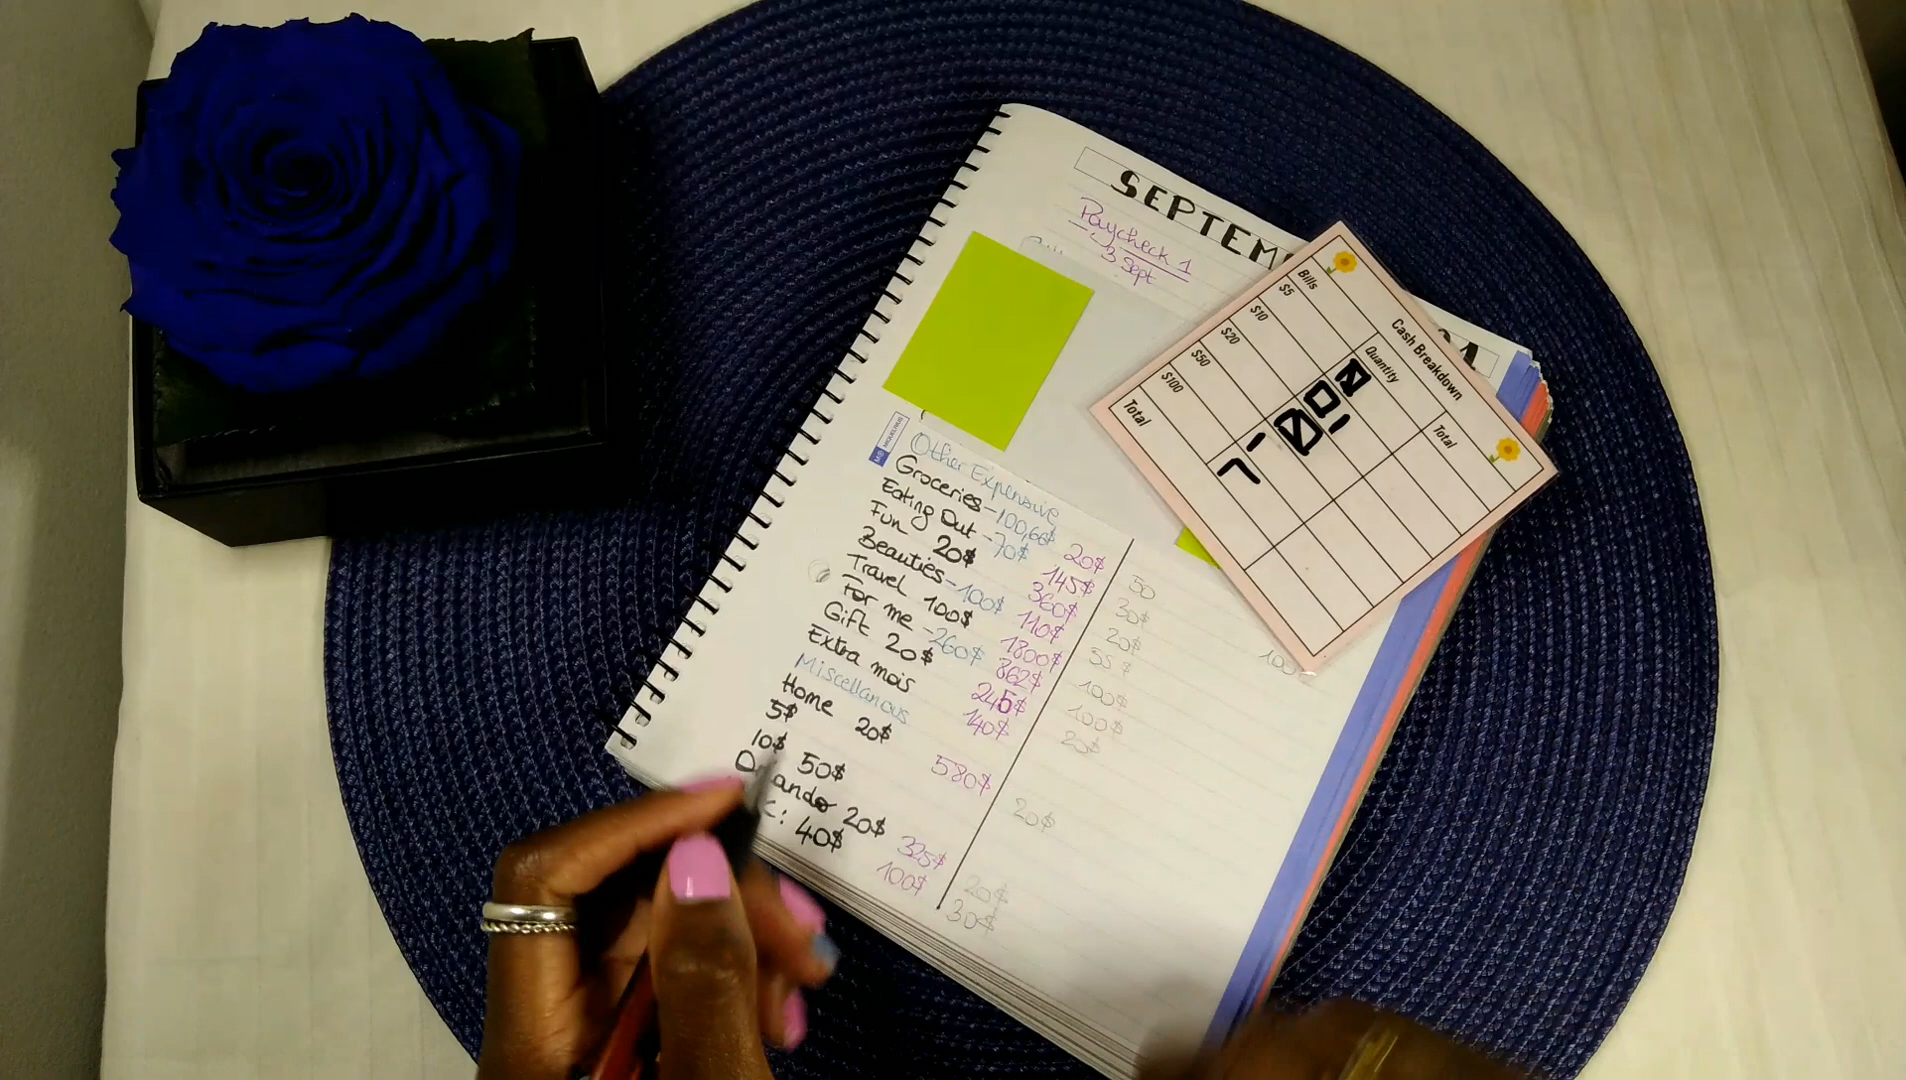 SEPTEM
Paycheck 1
3 Sept
Other Expensive
Groceries -100,66$ 20$
Eating Out -70$ 145$ 50
Fun 20$ 360$ 30$
Beauties -100$ 110$ 20$
Travel 100$ 1800$ 55$ 100
For me -260$ 862$ 100$
Gift 20$ 245$ 100$
Extra mois 140$ 20$
Miscellanous
Home 20$ 580$ 20$
5$
10$ 50$
20$ 325$ 20$
40$ 100$ 30$
MIQUELRIUS
Cash Breakdown
Bills Quantity Total
$5
$10
$20
$50
$100
Total